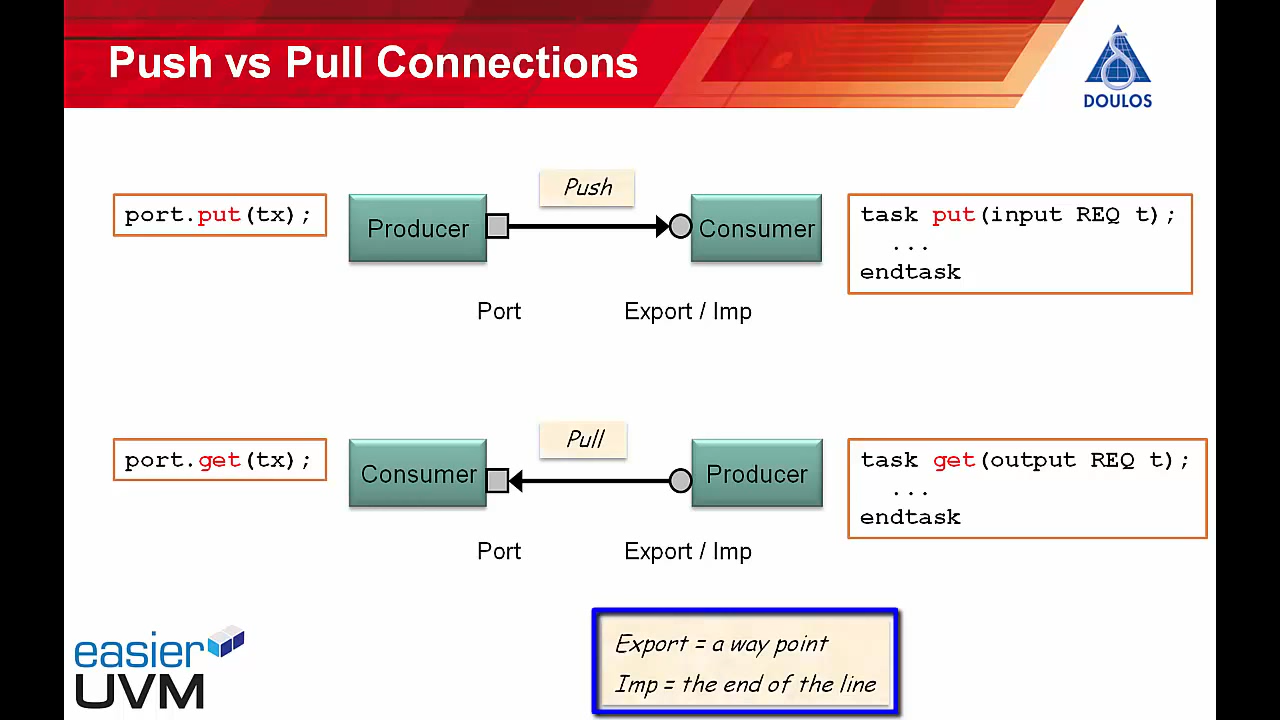 Push vs Pull Connections
DOULOS
Push
port.put(tx);
Producer
Consumer
task put(input REQ t);
...
endtask
Port
Export / Imp
Pull
port.get(tx);
Consumer
Producer
task get(output REQ t);
...
endtask
Port
Export / Imp
Export = a way point
Imp = the end of the line
easier
UVM